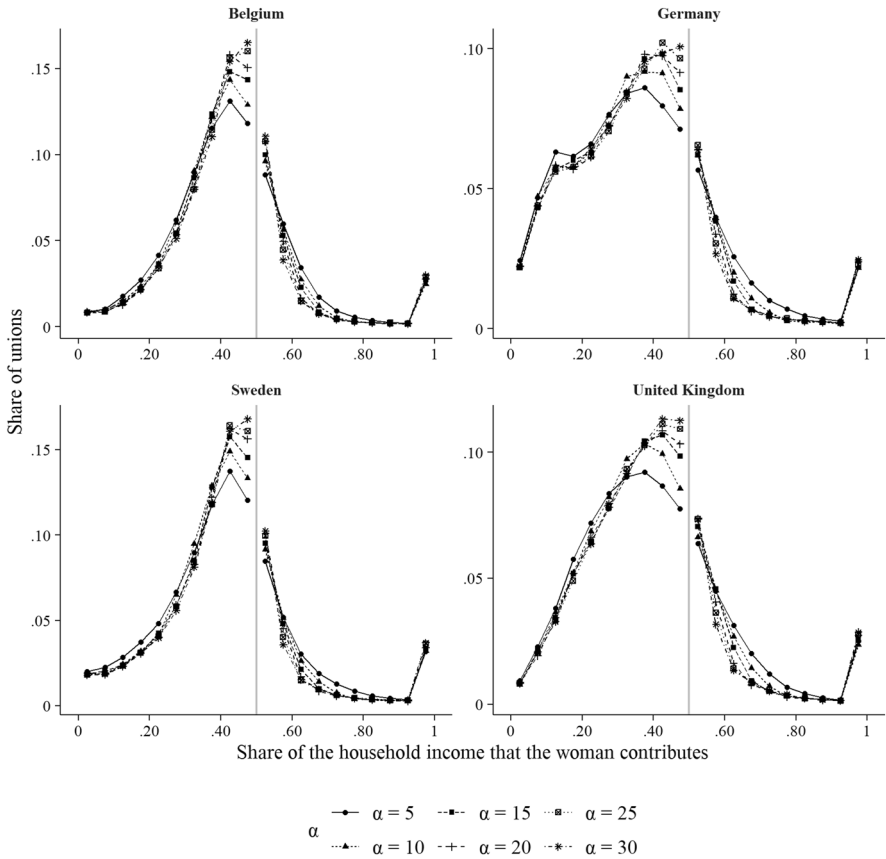 Belgium
Germany
.15
.10
.05
0
.10
.05
0
0 .20 .40 .60 .80 1
0 .20 .40 .60 .80 1
Sweden
United Kingdom
.15
.10
.05
0
.10
.05
0
0 .20 .40 .60 .80 1
0 .20 .40 .60 .80 1
Share of unions
Share of the household income that the woman contributes
α
α = 5 α = 15 α = 25
α = 10 α = 20 α = 30